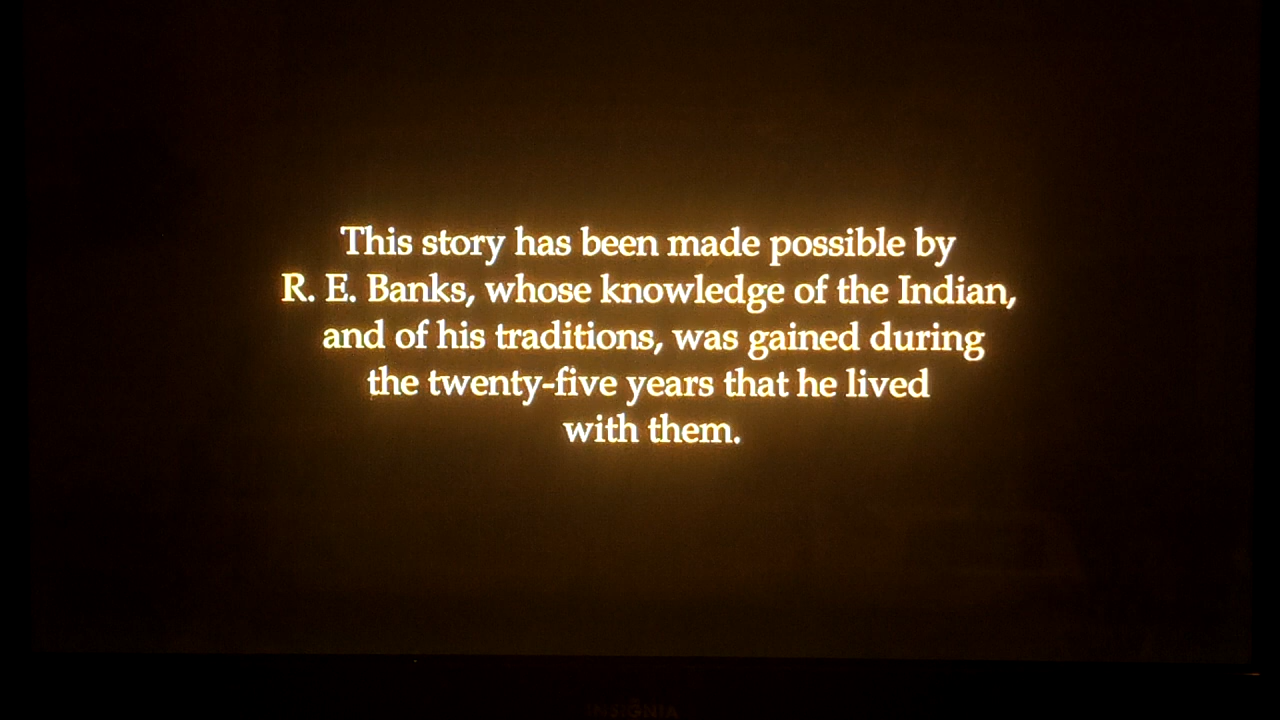 This story has been made possible by
R. E. Banks, whose knowledge of the Indian,
and of his traditions, was gained during
the twenty-five years that he lived
with them.
INSIGNIA